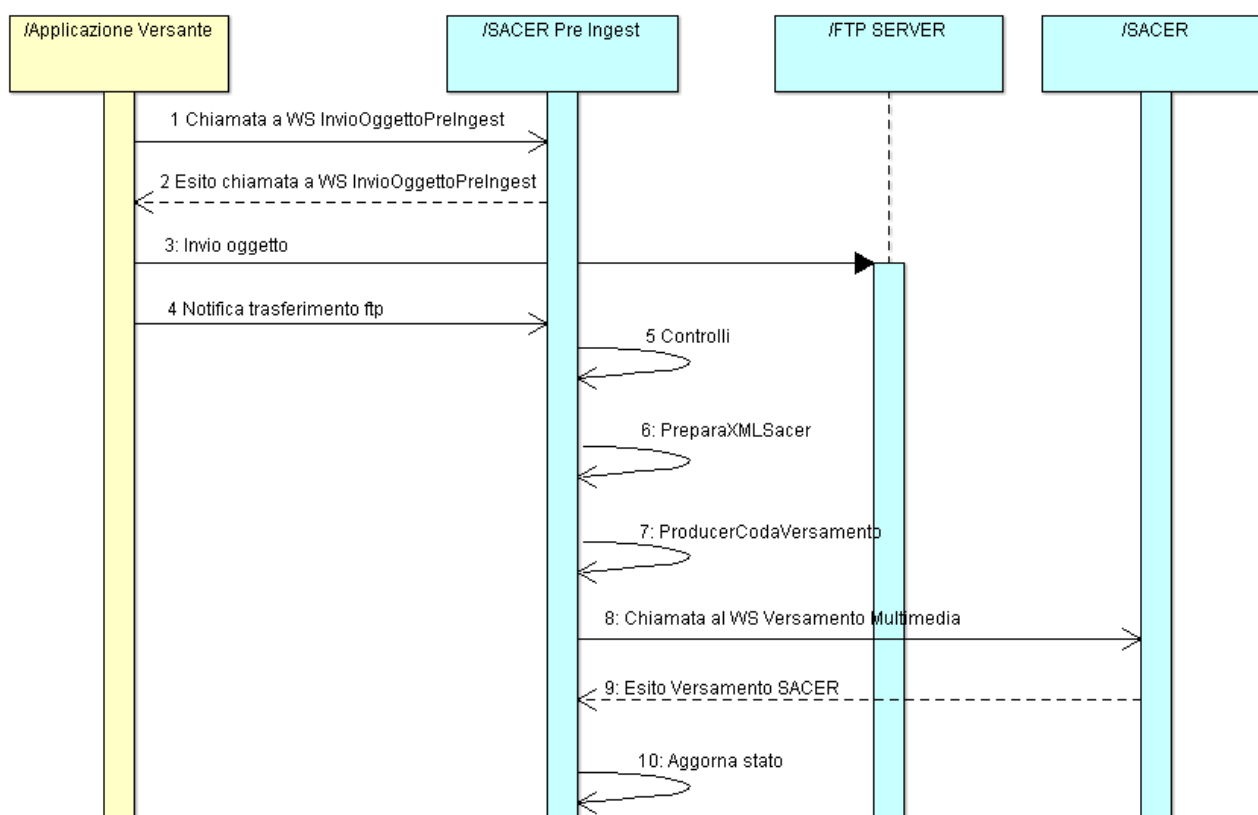 /Applicazione Versante
/SACER Pre Ingest
/FTP SERVER
/SACER
1 Chiamata a WS InvioOggettoPreIngest
2 Esito chiamata a WS InvioOggettoPreIngest
3: Invio oggetto
4 Notifica trasferimento ftp
5 Controlli
6: PreparaXMLSacer
7: ProducerCodaVersamento
8: Chiamata al WS Versamento Multimedia
9: Esito Versamento SACER
10: Aggorna stato